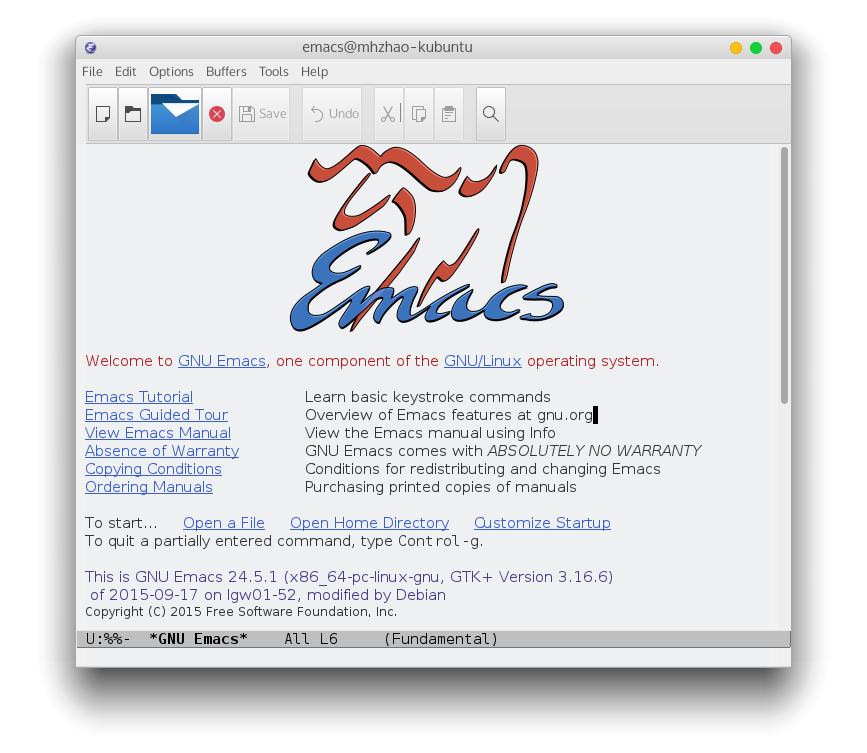 emacs@mhzhao-kubuntu
File Edit Options Buffers Tools Help
Save Undo
Emacs
Welcome to GNU Emacs, one component of the GNU/Linux operating system.
Emacs Tutorial Learn basic keystroke commands
Emacs Guided Tour Overview of Emacs features at gnu.org
View Emacs Manual View the Emacs manual using Info
Absence of Warranty GNU Emacs comes with ABSOLUTELY NO WARRANTY
Copying Conditions Conditions for redistributing and changing Emacs
Ordering Manuals Purchasing printed copies of manuals
To start... Open a File Open Home Directory Customize Startup
To quit a partially entered command, type Control-g.
This is GNU Emacs 24.5.1 (x86_64-pc-linux-gnu, GTK+ Version 3.16.6)
of 2015-09-17 on lgw01-52, modified by Debian
Copyright (C) 2015 Free Software Foundation, Inc.
U:%%- *GNU Emacs* All L6 (Fundamental)